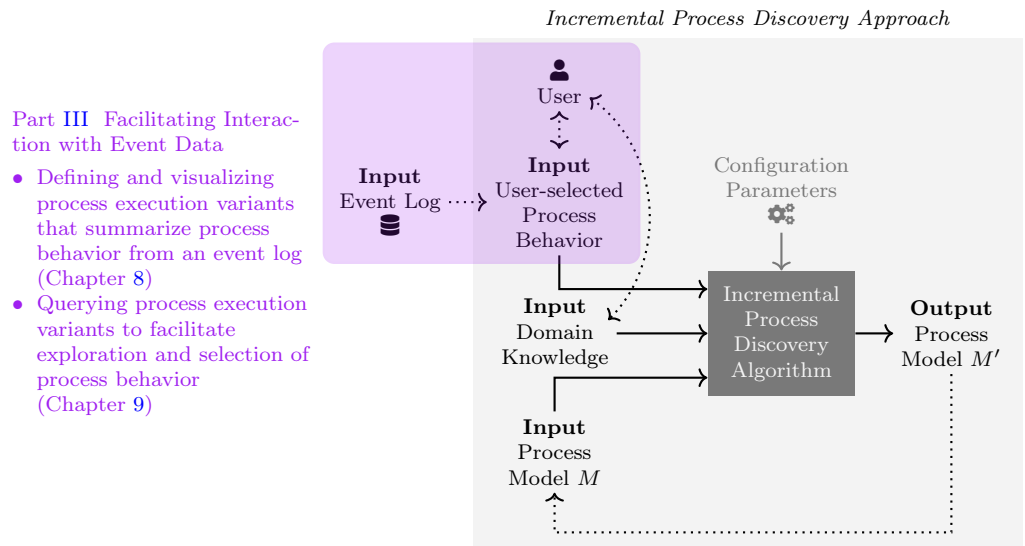 Incremental Process Discovery Approach
Part III Facilitating Interac-
tion with Event Data
• Defining and visualizing
process execution variants
that summarize process
behavior from an event log
(Chapter 8)
• Querying process execution
variants to facilitate
exploration and selection of
process behavior
(Chapter 9)
Input
Event Log
User
Input
User-selected
Process
Behavior
Configuration
Parameters
Input
Domain
Knowledge
Input
Process
Model M
Incremental
Process
Discovery
Algorithm
Output
Process
Model M′